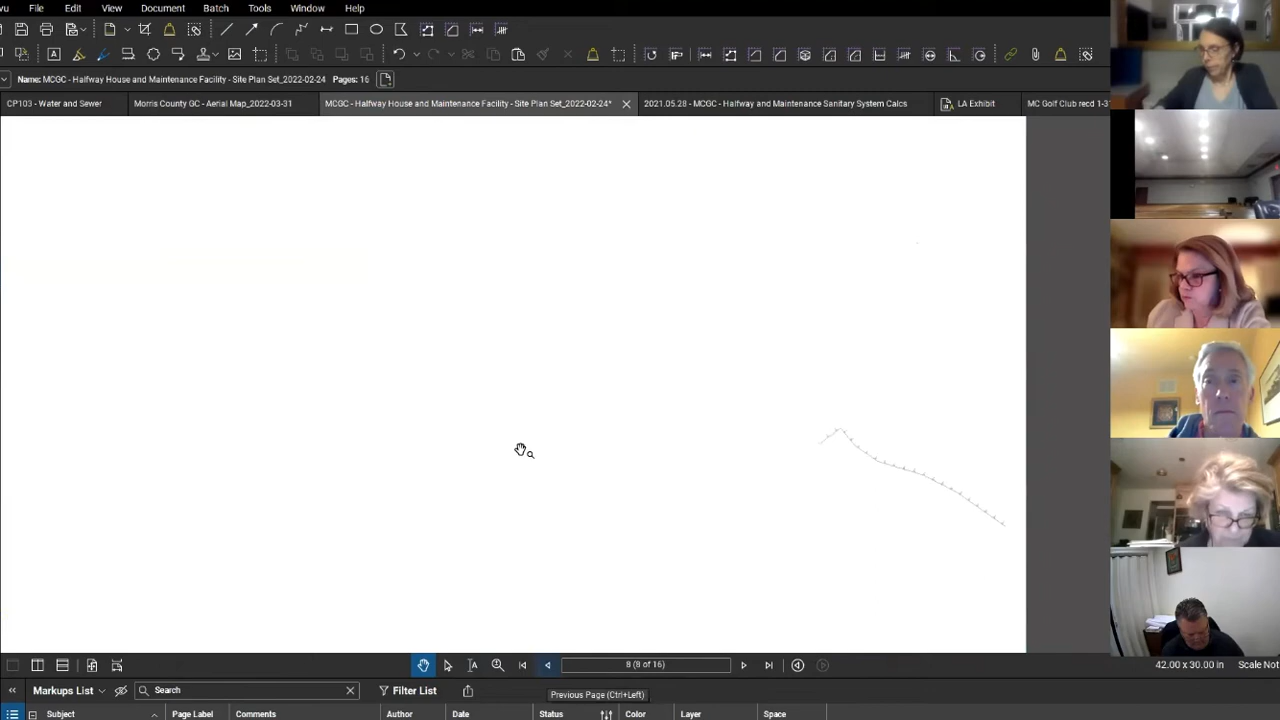 vu File Edit View Document Batch Tools Window Help
Name: MCGC - Halfway House and Maintenance Facility - Site Plan Set_2022-02-24 Pages: 16
CP103 - Water and Sewer Morris County GC - Aerial Map_2022-03-31 MCGC - Halfway House and Maintenance Facility - Site Plan Set_2022-02-24* 2021.05.28 - MCGC - Halfway and Maintenance Sanitary System Calcs LA Exhibit MC Golf Club recd 1-31
8 (8 of 16) 42.00 x 30.00 in Scale Not
Markups List Search Filter List Previous Page (Ctrl+Left)
Subject Page Label Comments Author Date Status Color Layer Space